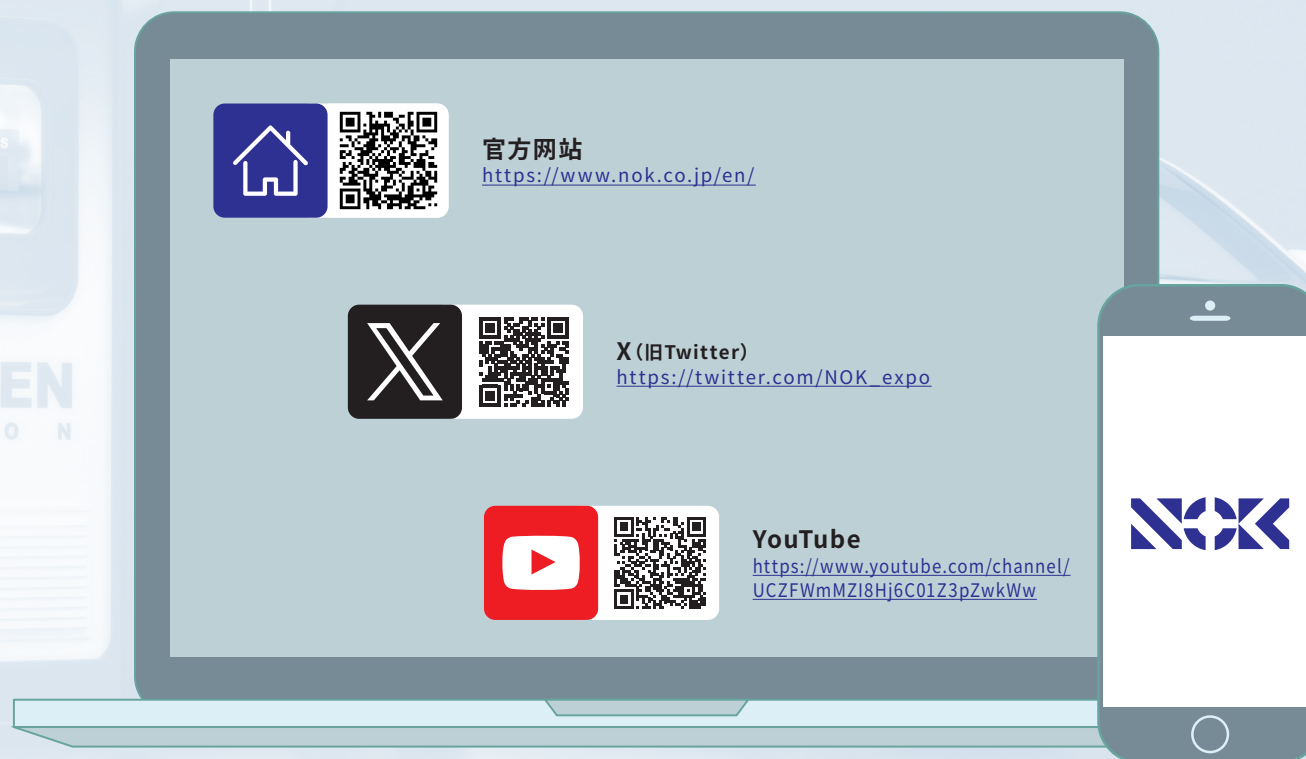 官方网站
https://www.nok.co.jp/en/
X（旧Twitter）
https://twitter.com/NOK_expo
YouTube
https://www.youtube.com/channel/
UCZFWmMZI8Hj6C01Z3pZwkWw
NOK
EN
O N